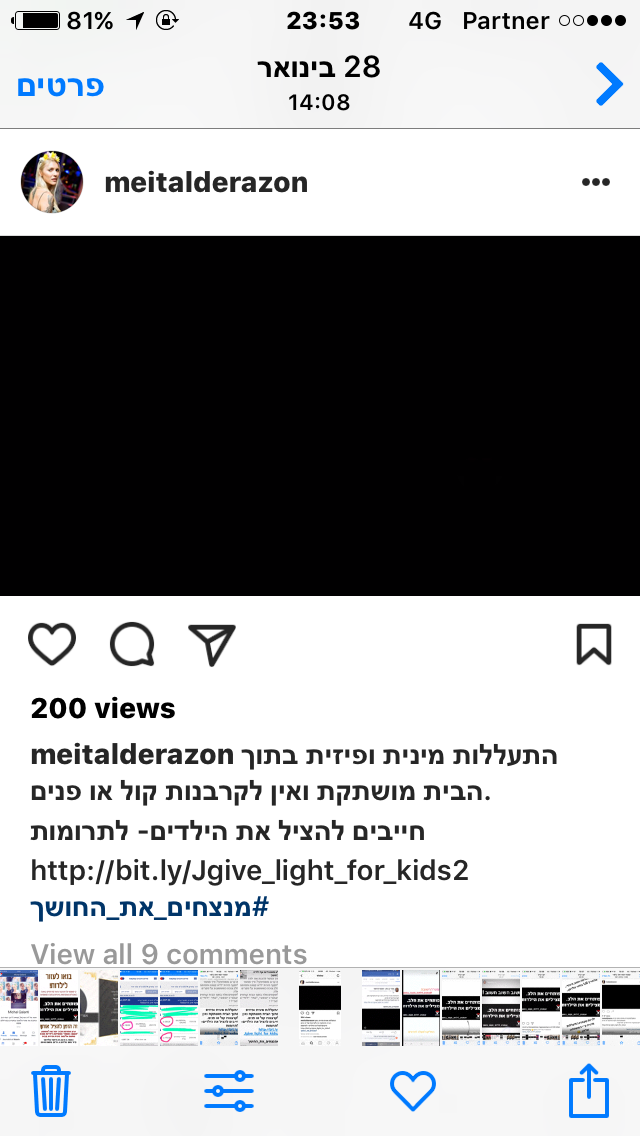 81% 23:53 4G Partner
פרטים
28 בינואר
14:08
meitalderazon
200 views
meitalderazon התעללות מינית ופיזית בתוך
הבית מושתקת ואין לקרבנות קול או פנים.
חייבים להציל את הילדים- לתרומות
http://bit.ly/Jgive_light_for_kids2
#מנצחים_את_החושך
View all 9 comments